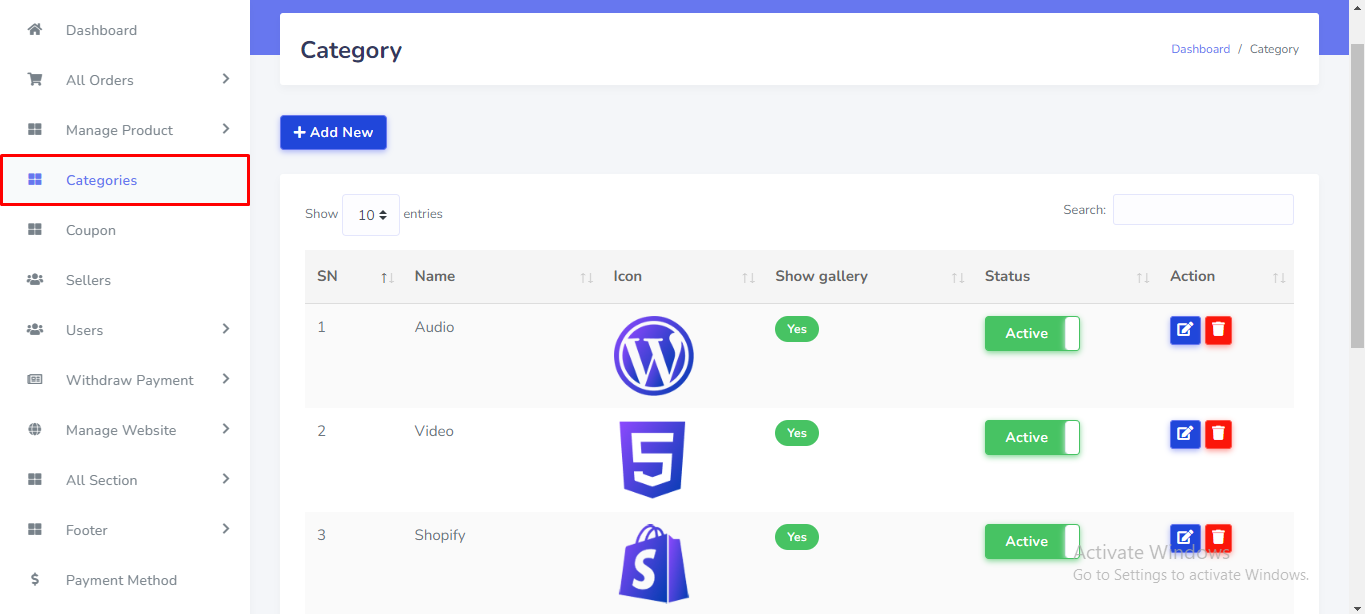 Dashboard
All Orders
Manage Product
Categories
Coupon
Sellers
Users
Withdraw Payment
Manage Website
All Section
Footer
Payment Method
Category
Dashboard / Category
Add New
Show 10 entries
Search:
SN Name Icon Show gallery Status Action
1 Audio Yes Active
2 Video Yes Active
3 Shopify Yes Active
Activate Windows
Go to Settings to activate Windows.